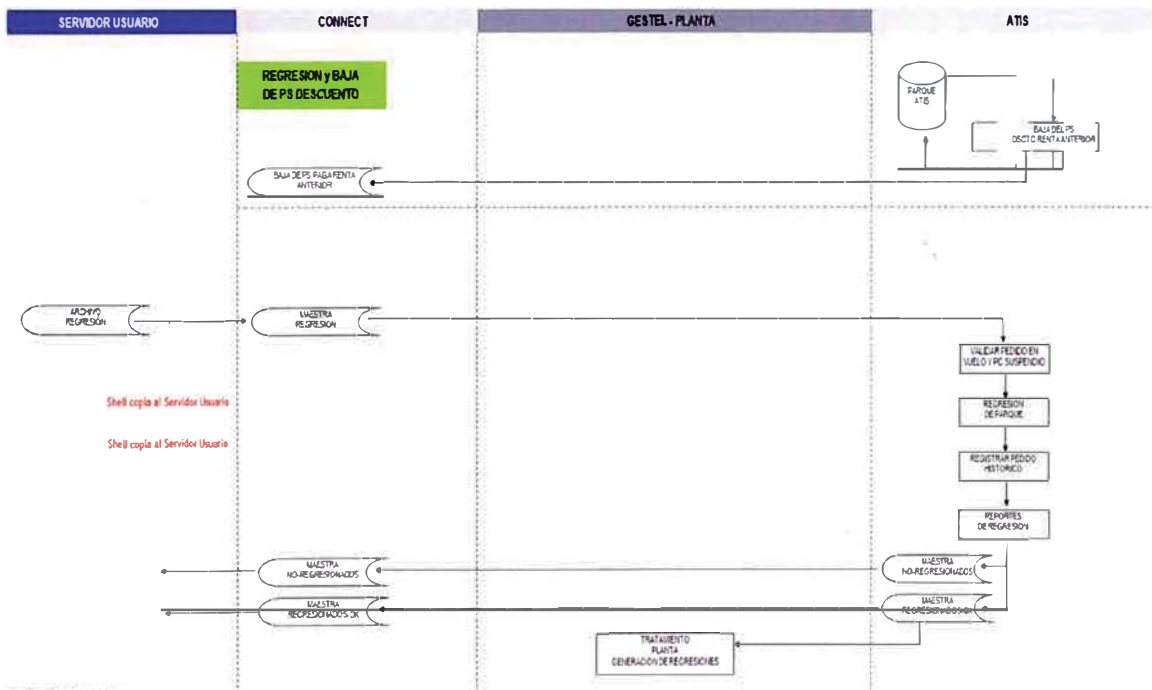 SERVIDOR USUARIO
CONNECT
GESTEL - PLANTA
ATIS
REGRESION y BAJA
DE PS DESCUENTO
PARQUE
ATIS
BAJA DEL PS
DSCTO RENTA ANTERIOR
BAJA DE PS PAGA RENTA
ANTERIOR
ARCHIVO
REGRESIÓN
MAESTRA
REGRESIÓN
VALIDAR PEDIDO EN
VUELO / PC SUSPENDIO
Shell copia al Servidor Usuario
REGRESION
DE PARQUE
Shell copia al Servidor Usuario
REGISTRAR PEDIDO
HISTORICO
REPORTES
DE REGRESION
MAESTRA
NO-REGRESIONADOS
MAESTRA
NO-REGRESIONADOS
MAESTRA
REGRESIONADOS OK
MAESTRA
REGRESIONADOS OK
TRATAMIENTO
PLANTA
GENERACION DE REGRESIONES